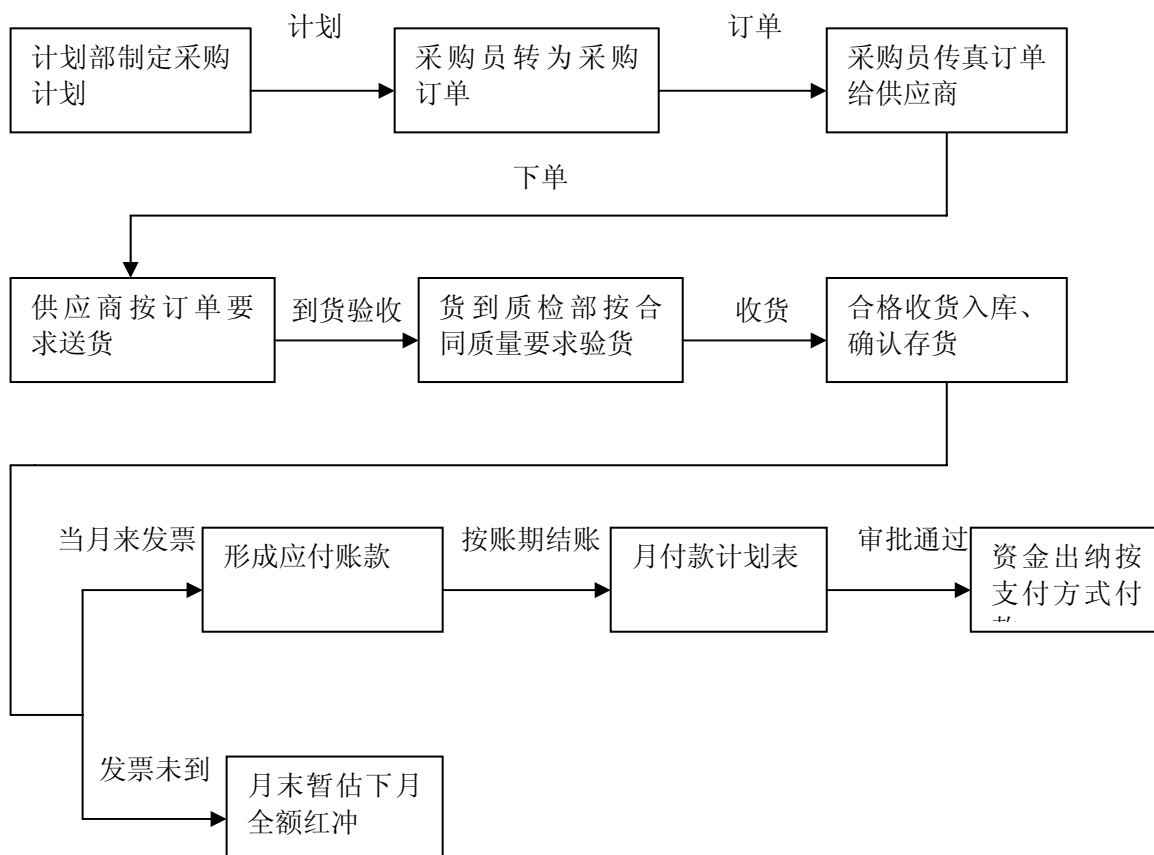 计划
订单
计划部制定采购
计划
采购员转为采购
订单
采购员传真订单
给供应商
下单
供应商按订单要
求送货
到货验收
货到质检部按合
同质量要求验货
收货
合格收货入库、
确认存货
当月来发票
形成应付账款
按账期结账
月付款计划表
审批通过
资金出纳按
支付方式付
发票未到
月末暂估下月
全额红冲